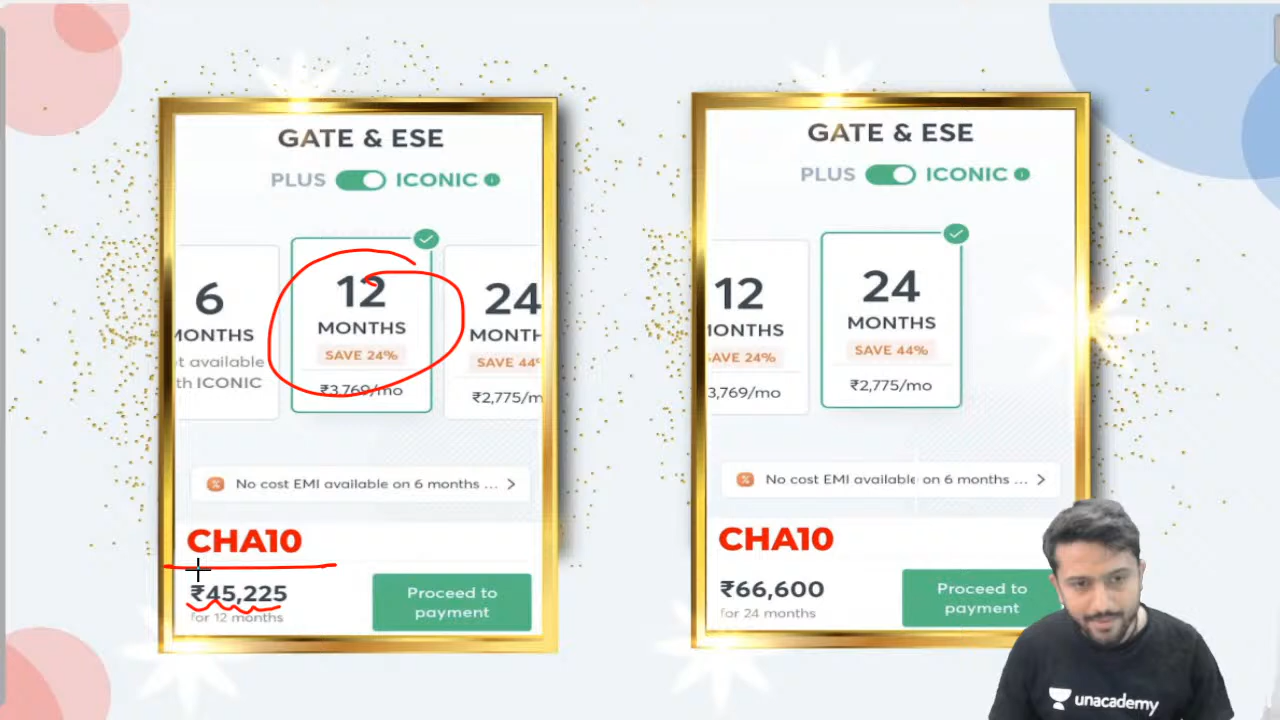 GATE & ESE
PLUS ICONIC
6
MONTHS
t available
th ICONIC
12
MONTHS
SAVE 24%
₹3,769/mo
24
MONTH
SAVE 44%
₹2,775/m
No cost EMI available on 6 months ...
CHA10
₹45,225
for 12 months
Proceed to
payment
GATE & ESE
PLUS ICONIC
12
MONTHS
SAVE 24%
3,769/mo
24
MONTHS
SAVE 44%
₹2,775/mo
No cost EMI available on 6 months ...
CHA10
₹66,600
for 24 months
Proceed to
payment
unacademy